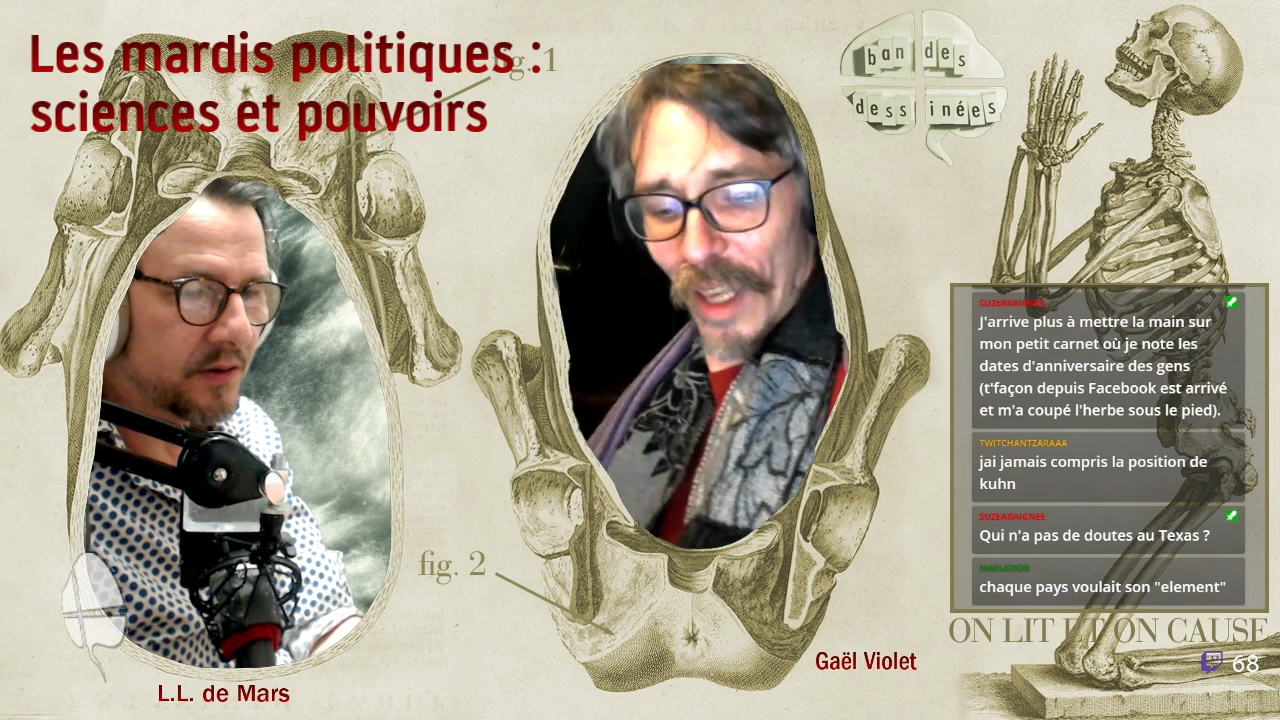 Les mardis politiques :
sciences et pouvoirs
fig. 1
ban des
dess inées
SUZEARAIGNEE
J'arrive plus à mettre la main sur
mon petit carnet où je note les
dates d'anniversaire des gens
(t'façon depuis Facebook est arrivé
et m'a coupé l'herbe sous le pied).
TWITCHANTZARAAA
jai jamais compris la position de
kuhn
SUZEARAIGNEE
Qui n'a pas de doutes au Texas ?
chaque pays voulait son "element"
fig. 2
ON LIT ET ON CAUSE
68
Gaël Violet
L.L. de Mars